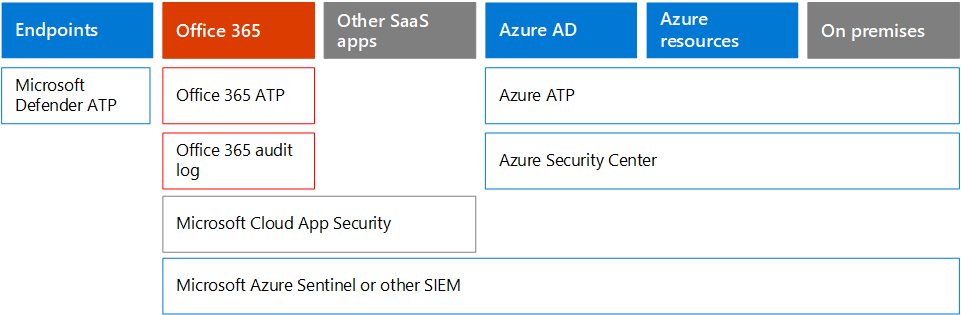 Endpoints
Office 365
Other SaaS
apps
Azure AD
Azure
resources
On premises
Microsoft
Defender ATP
Office 365 ATP
Azure ATP
Office 365 audit
log
Azure Security Center
Microsoft Cloud App Security
Microsoft Azure Sentinel or other SIEM